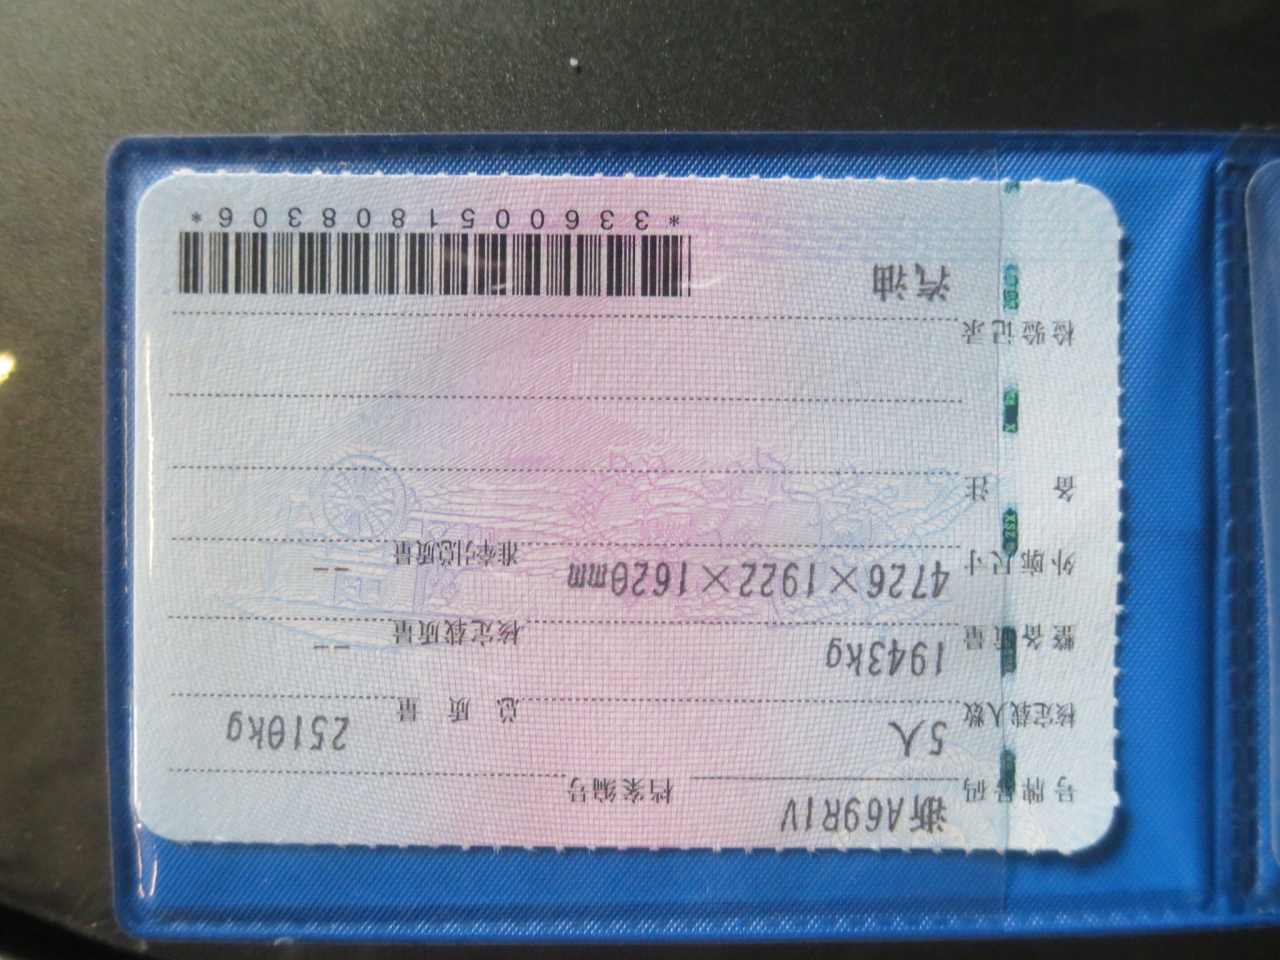 号牌号码 浙A69R1V 档案编号
核定载人数 5人 总质量 2510kg
整备质量 1943kg 核定载质量 --
外廓尺寸 4726×1922×1620mm 准牵引总质量 --
备注
检验记录
汽油
*3360051808306*